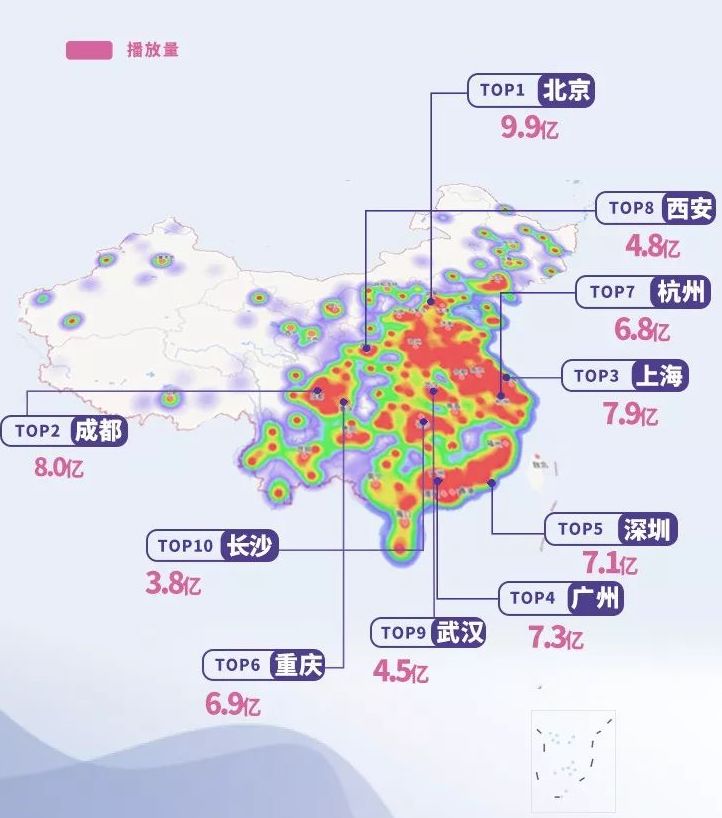 播放量
TOP1 北京
9.9亿
TOP8 西安
4.8亿
TOP7 杭州
6.8亿
TOP3 上海
7.9亿
TOP2 成都
8.0亿
TOP5 深圳
7.1亿
TOP10 长沙
3.8亿
TOP4 广州
7.3亿
TOP9 武汉
4.5亿
TOP6 重庆
6.9亿